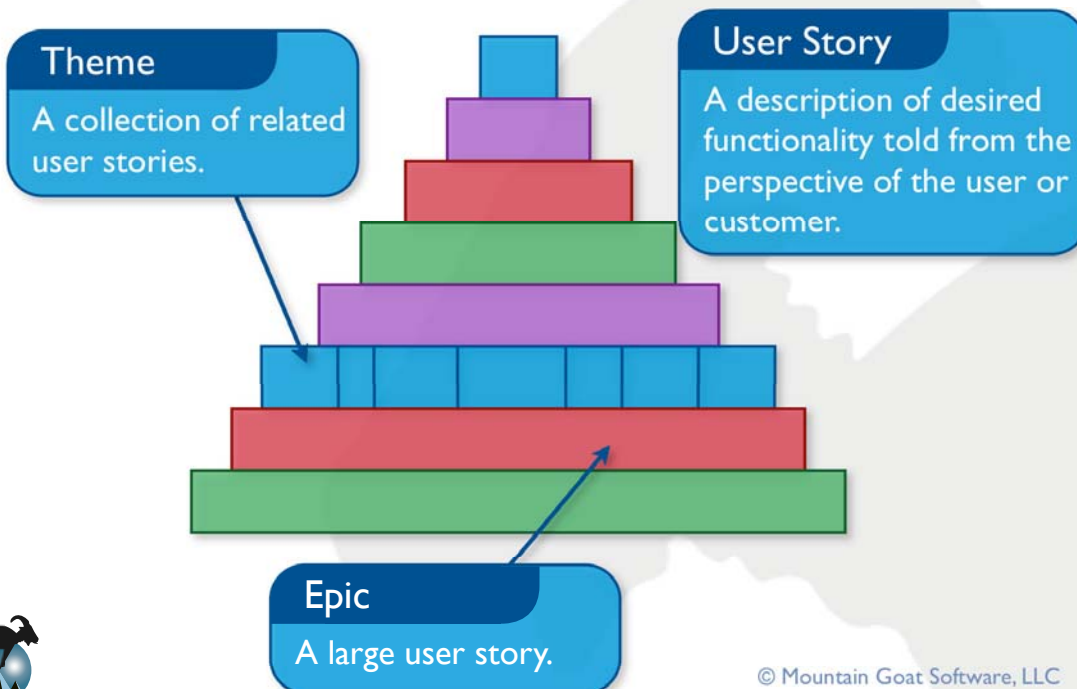 Theme
A collection of related
user stories.
User Story
A description of desired
functionality told from the
perspective of the user or
customer.
Epic
A large user story.
© Mountain Goat Software, LLC